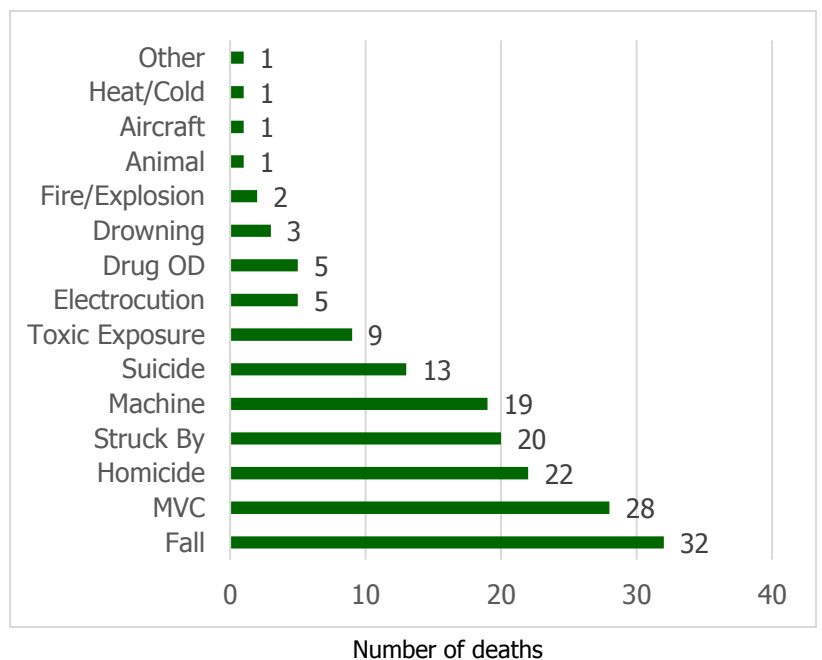 Other 1
Heat/Cold 1
Aircraft 1
Animal 1
Fire/Explosion 2
Drowning 3
Drug OD 5
Electrocution 5
Toxic Exposure 9
Suicide 13
Machine 19
Struck By 20
Homicide 22
MVC 28
Fall 32
0 10 20 30 40
Number of deaths